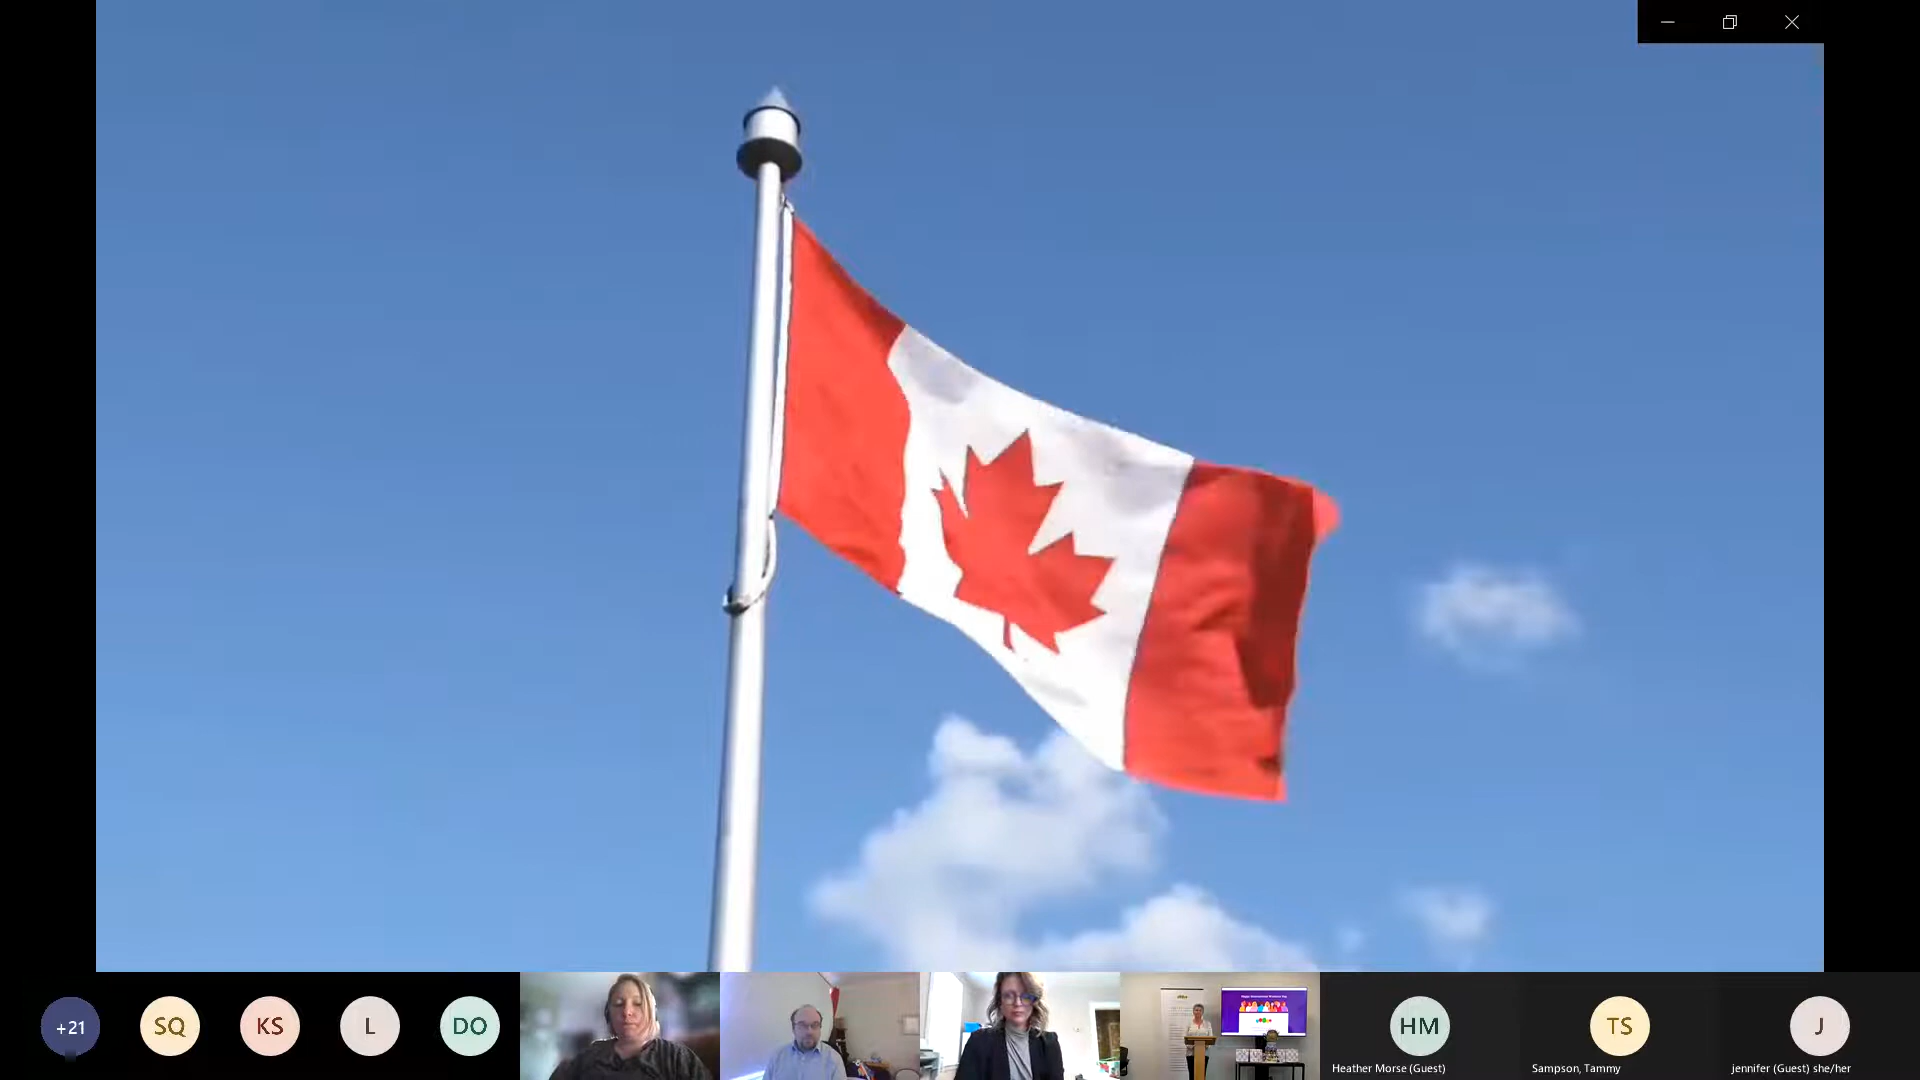 +21
SQ
KS
L
DO
HM
Heather Morse (Guest)
TS
Sampson, Tammy
J
jennifer (Guest) she/her